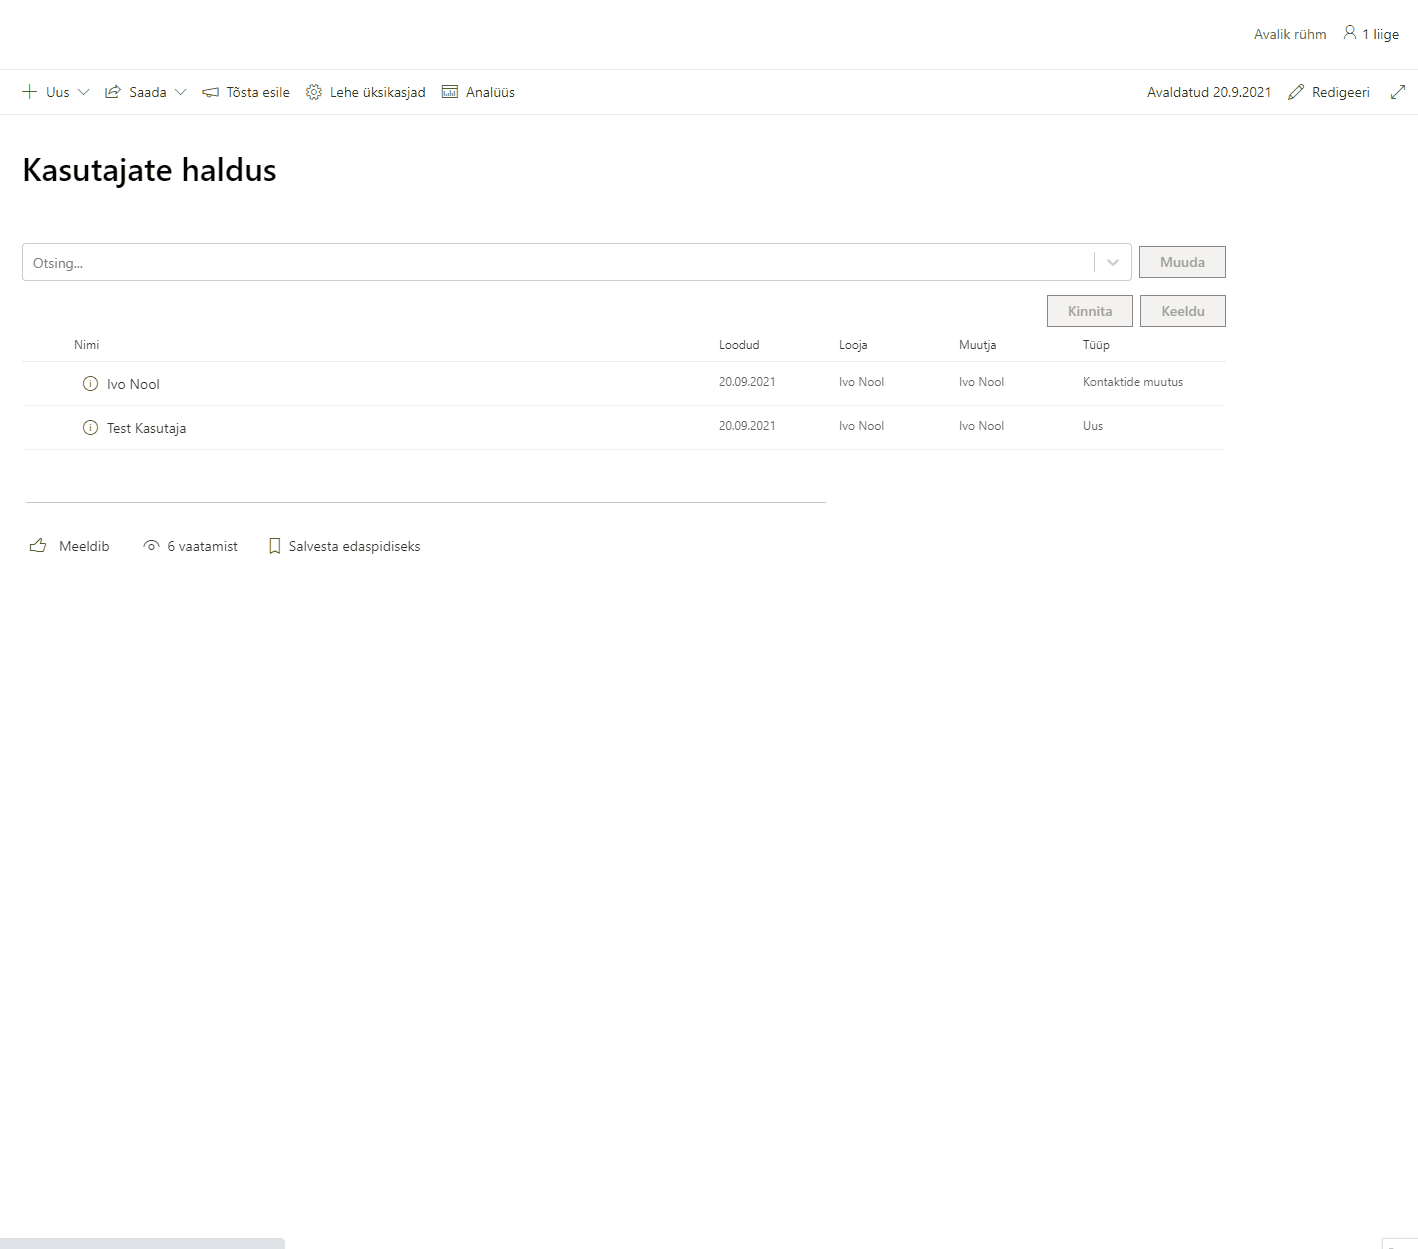 Avalik rühm 1 liige
Uus Saada Tõsta esile Lehe üksikasjad Analüüs Avaldatud 20.9.2021 Redigeeri
Kasutajate haldus
Otsing... Muuda
Kinnita Keeldu
Nimi Loodud Looja Muutja Tüüp
Ivo Nool 20.09.2021 Ivo Nool Ivo Nool Kontaktide muutus
Test Kasutaja 20.09.2021 Ivo Nool Ivo Nool Uus
Meeldib 6 vaatamist Salvesta edaspidiseks